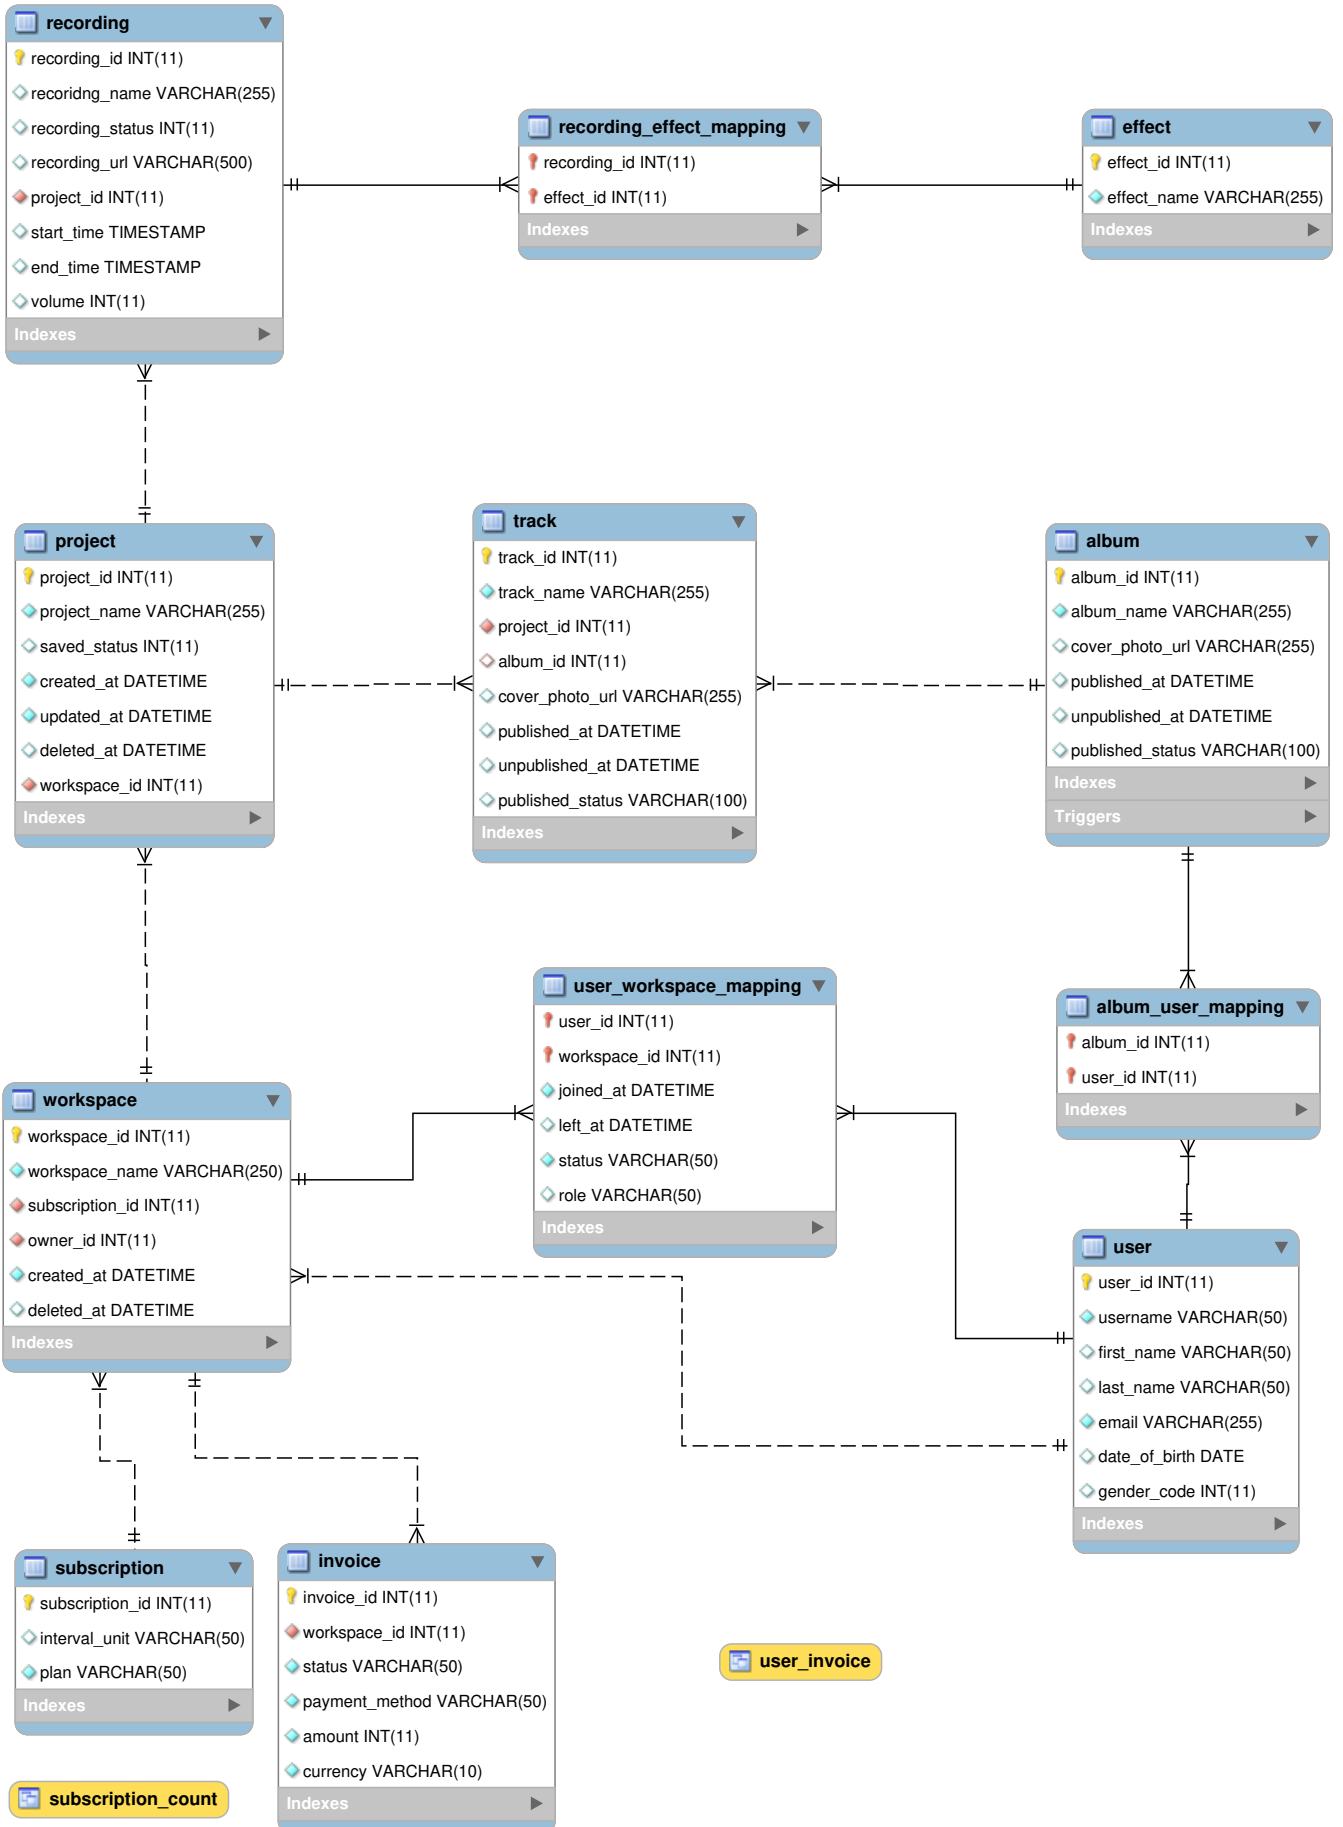 recording
recording_id INT(11)
recoridng_name VARCHAR(255)
recording_status INT(11)
recording_url VARCHAR(500)
project_id INT(11)
start_time TIMESTAMP
end_time TIMESTAMP
volume INT(11)
Indexes
recording_effect_mapping
recording_id INT(11)
effect_id INT(11)
Indexes
effect
effect_id INT(11)
effect_name VARCHAR(255)
Indexes
project
project_id INT(11)
project_name VARCHAR(255)
saved_status INT(11)
created_at DATETIME
updated_at DATETIME
deleted_at DATETIME
workspace_id INT(11)
Indexes
track
track_id INT(11)
track_name VARCHAR(255)
project_id INT(11)
album_id INT(11)
cover_photo_url VARCHAR(255)
published_at DATETIME
unpublished_at DATETIME
published_status VARCHAR(100)
Indexes
album
album_id INT(11)
album_name VARCHAR(255)
cover_photo_url VARCHAR(255)
published_at DATETIME
unpublished_at DATETIME
published_status VARCHAR(100)
Indexes
Triggers
user_workspace_mapping
user_id INT(11)
workspace_id INT(11)
joined_at DATETIME
left_at DATETIME
status VARCHAR(50)
role VARCHAR(50)
Indexes
album_user_mapping
album_id INT(11)
user_id INT(11)
Indexes
workspace
workspace_id INT(11)
workspace_name VARCHAR(250)
subscription_id INT(11)
owner_id INT(11)
created_at DATETIME
deleted_at DATETIME
Indexes
user
user_id INT(11)
username VARCHAR(50)
first_name VARCHAR(50)
last_name VARCHAR(50)
email VARCHAR(255)
date_of_birth DATE
gender_code INT(11)
Indexes
subscription
subscription_id INT(11)
interval_unit VARCHAR(50)
plan VARCHAR(50)
Indexes
invoice
invoice_id INT(11)
workspace_id INT(11)
status VARCHAR(50)
payment_method VARCHAR(50)
amount INT(11)
currency VARCHAR(10)
Indexes
user_invoice
subscription_count